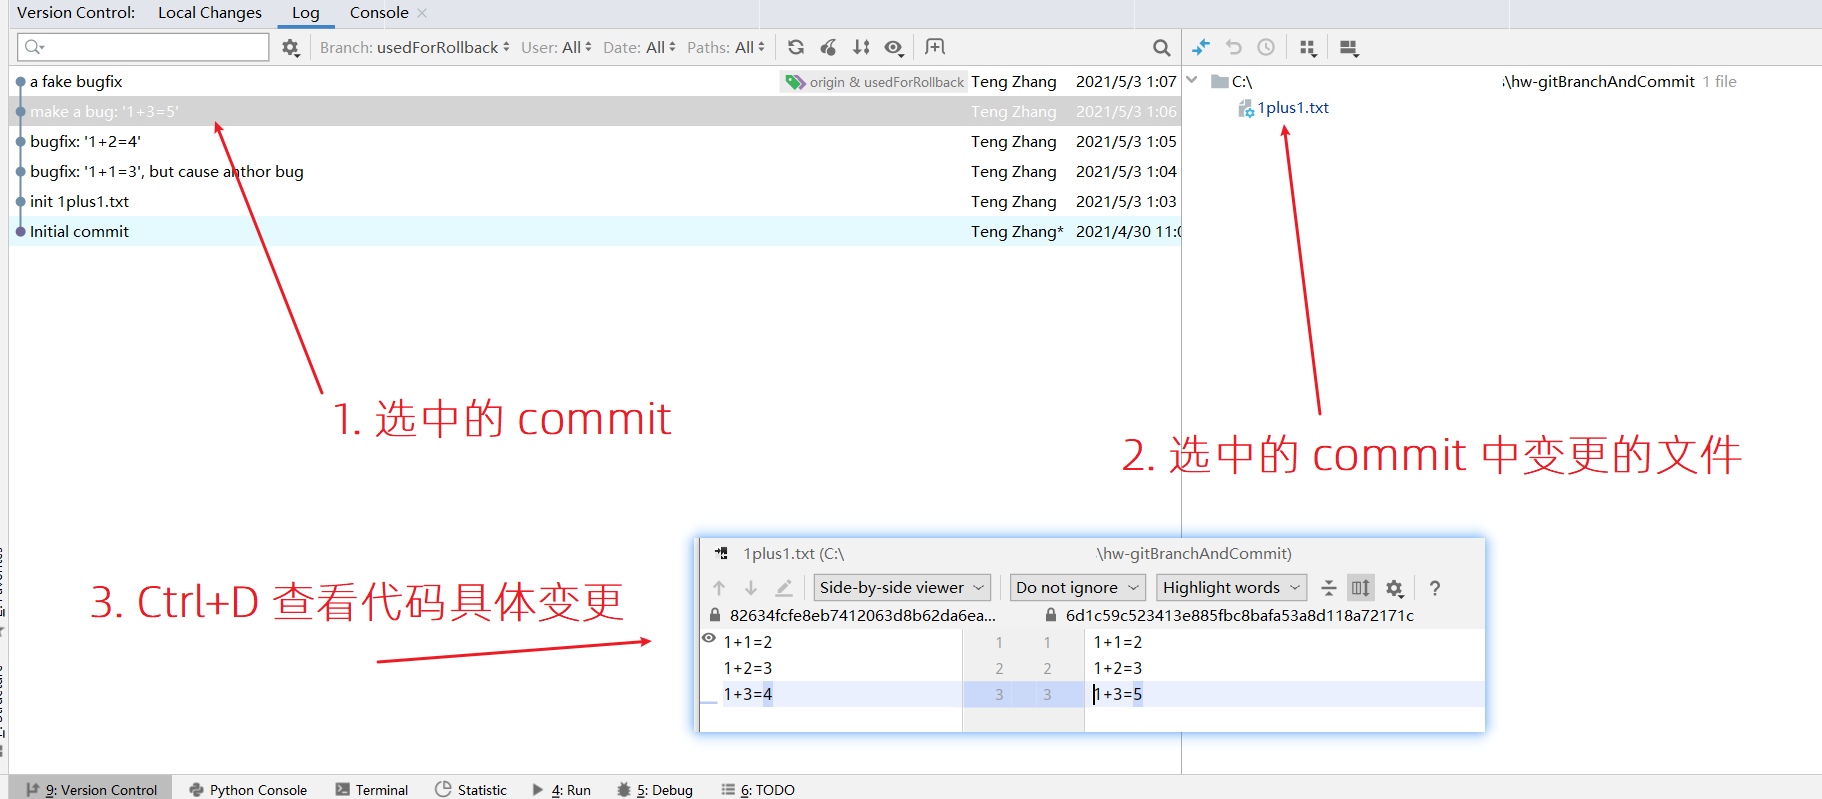 Version Control: Local Changes Log Console
Branch: usedForRollback User: All Date: All Paths: All
a fake bugfix origin & usedForRollback Teng Zhang 2021/5/3 1:07
make a bug: '1+3=5' Teng Zhang 2021/5/3 1:06
bugfix: '1+2=4' Teng Zhang 2021/5/3 1:05
bugfix: '1+1=3', but cause anthor bug Teng Zhang 2021/5/3 1:04
init 1plus1.txt Teng Zhang 2021/5/3 1:03
Initial commit Teng Zhang* 2021/4/30 11:0
C:\ \hw-gitBranchAndCommit 1 file
1plus1.txt
1. 选中的 commit
2. 选中的 commit 中变更的文件
3. Ctrl+D 查看代码具体变更
1plus1.txt (C:\ \hw-gitBranchAndCommit)
Side-by-side viewer Do not ignore Highlight words ?
82634fcfe8eb7412063d8b62da6ea... 6d1c59c523413e885fbc8bafa53a8d118a72171c
1+1=2 1 1 1+1=2
1+2=3 2 2 1+2=3
1+3=4 3 3 1+3=5
9: Version Control Python Console Terminal Statistic 4: Run 5: Debug 6: TODO